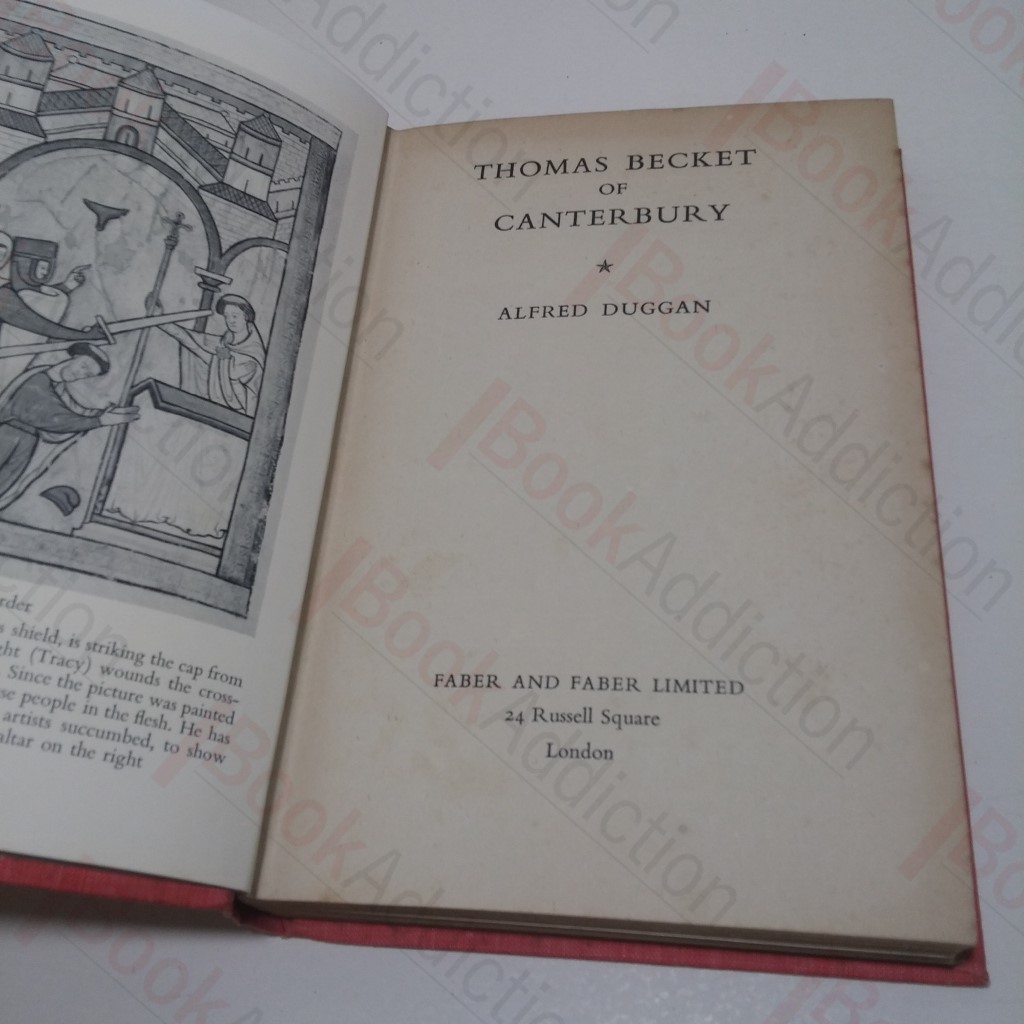 rder
s shield, is striking the cap from
ght (Tracy) wounds the cross-
. Since the picture was painted
se people in the flesh. He has
artists succumbed, to show
altar on the right
THOMAS BECKET
OF
CANTERBURY
ALFRED DUGGAN
FABER AND FABER LIMITED
24 Russell Square
London
BookAddiction